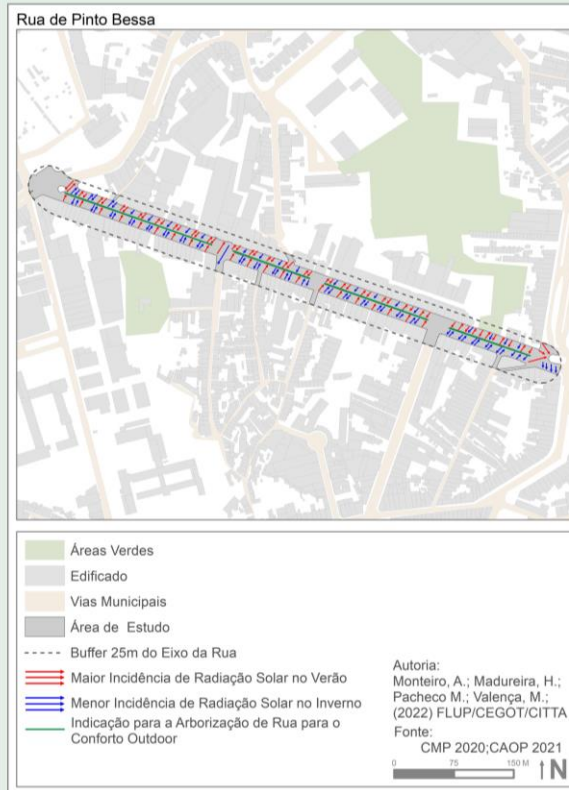 Rua de Pinto Bessa
Áreas Verdes
Edificado
Vias Municipais
Área de Estudo
Buffer 25m do Eixo da Rua
Maior Incidência de Radiação Solar no Verão
Menor Incidência de Radiação Solar no Inverno
Indicação para a Arborização de Rua para o
Conforto Outdoor
Autoria:
Monteiro, A.; Madureira, H.;
Pacheco M.; Valença, M.;
(2022) FLUP/CEGOT/CITTA
Fonte:
CMP 2020;CAOP 2021
0 75 150 M
N